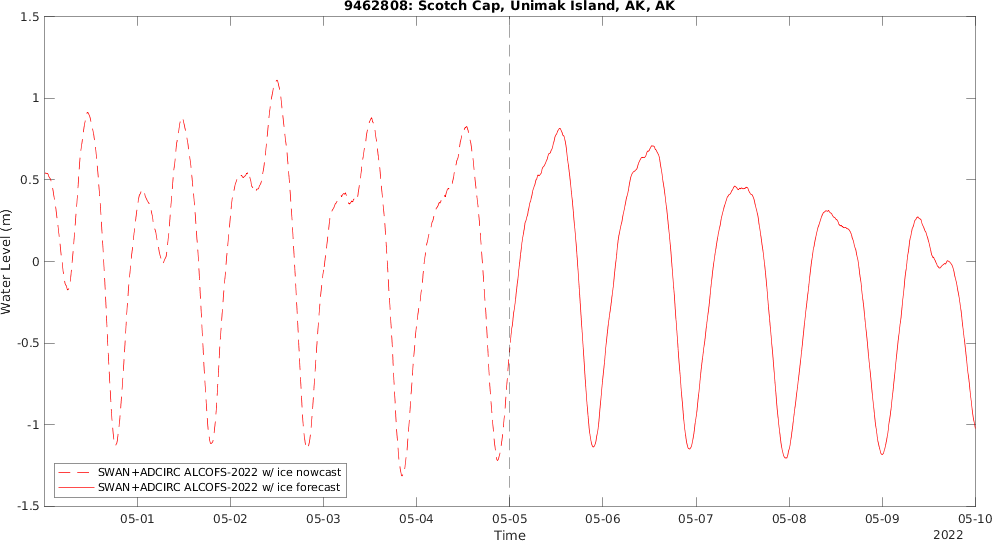 9462808: Scotch Cap, Unimak Island, AK, AK
1.5
1
0.5
0
-0.5
-1
-1.5
Water Level (m)
SWAN+ADCIRC ALCOFS-2022 w/ ice nowcast
SWAN+ADCIRC ALCOFS-2022 w/ ice forecast
05-01 05-02 05-03 05-04 05-05 05-06 05-07 05-08 05-09 05-10
Time
2022